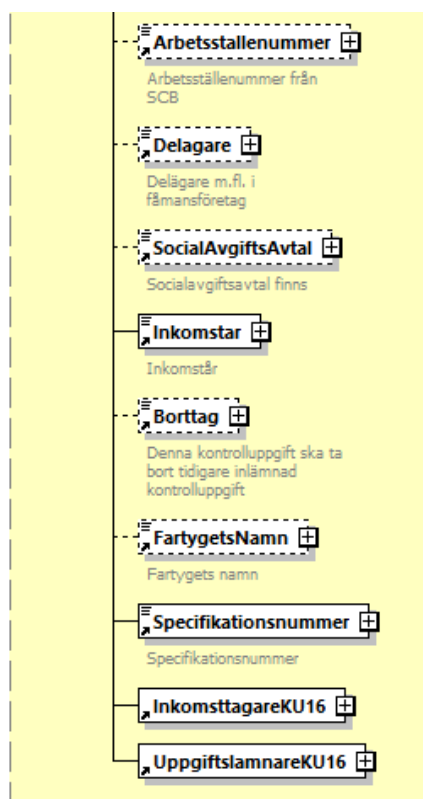 Arbetsstallenummer
Arbetsställenummer från
SCB
Delagare
Delägare m.fl. i
fåmansföretag
SocialAvgiftsAvtal
Socialavgiftsavtal finns
Inkomstar
Inkomstår
Borttag
Denna kontrolluppgift ska ta
bort tidigare inlämnad
kontrolluppgift
FartygetsNamn
Fartygets namn
Specifikationsnummer
Specifikationsnummer
InkomsttagareKU16
UppgiftslamnareKU16